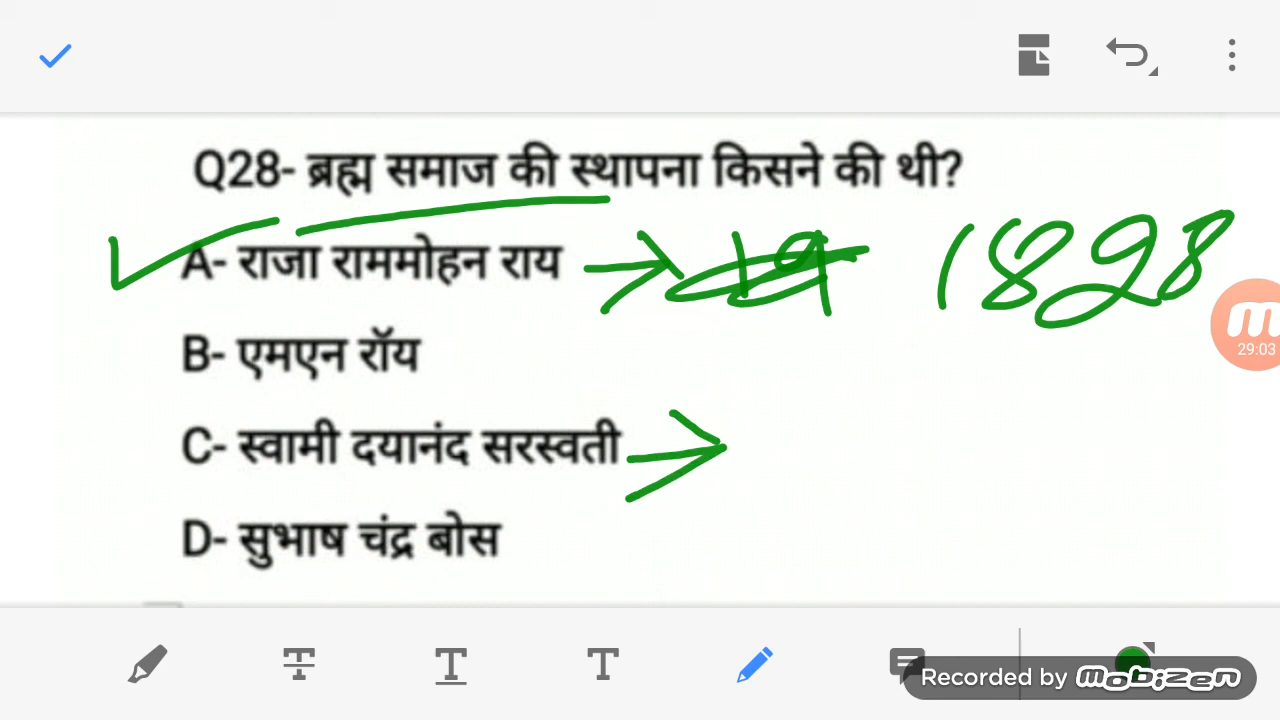 Q28- ब्रह्म समाज की स्थापना किसने की थी?
A- राजा राममोहन राय → 1828
B- एमएन रॉय
C- स्वामी दयानंद सरस्वती →
D- सुभाष चंद्र बोस
29:03
T T T
Recorded by mobizen